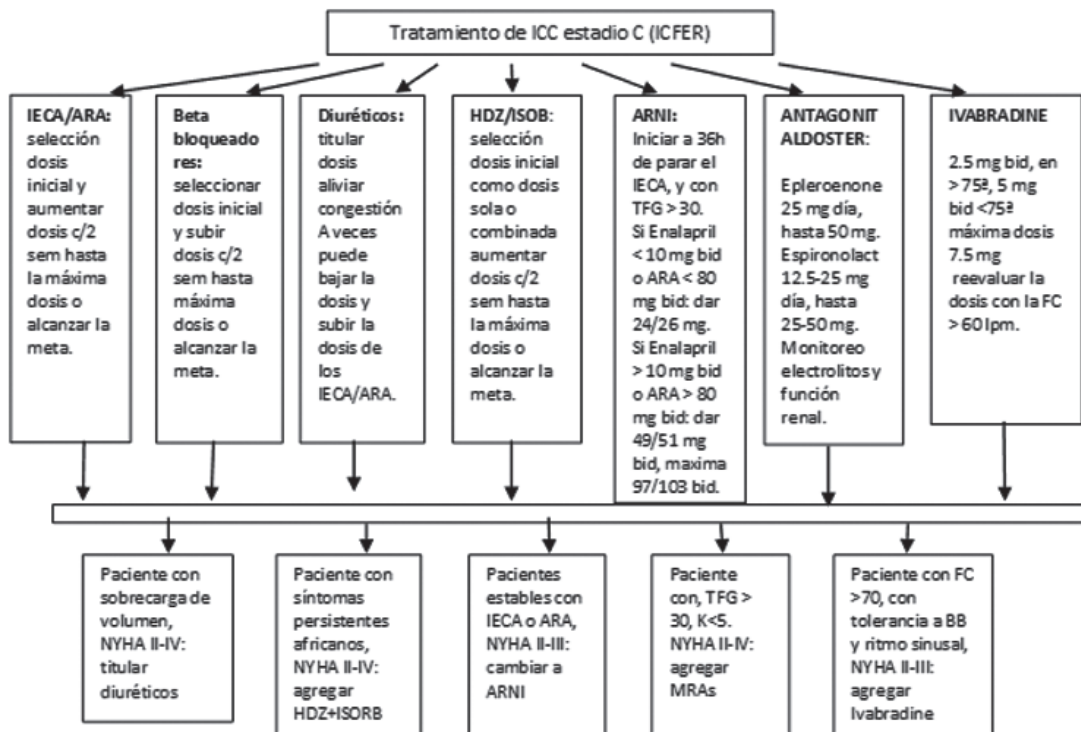 Tratamiento de ICC estadio C (ICFER)
IECA/ARA:
selección
dosis
inicial y
aumentar
dosis c/2
sem hasta
la máxima
dosis o
alcanzar la
meta.
Beta
bloqueado
res:
seleccionar
dosis inicial
y subir
dosis c/2
sem hasta
máxima
dosis o
alcanzar la
meta.
Diuréticos:
titular
dosis
aliviar
congestión
A veces
puede
bajar la
dosis y
subir la
dosis de
los
IECA/ARA.
HDZ/ISOB:
selección
dosis inicial
como dosis
sola o
combinada
aumentar
dosis c/2
sem hasta
la máxima
dosis o
alcanzar la
meta.
ARNI:
Iniciar a 36h
de parar el
IECA, y con
TFG > 30.
Si Enalapril
< 10 mg bid
o ARA < 80
mg bid: dar
24/26 mg.
Si Enalapril
> 10 mg bid
o ARA > 80
mg bid: dar
49/51 mg
bid, maxima
97/103 bid.
ANTAGONIT
ALDOSTER:
Epleroenone
25 mg día,
hasta 50 mg.
Espironolact
12.5-25 mg
día, hasta
25-50 mg.
Monitoreo
electrolitos y
función
renal.
IVABRADINE
2.5 mg bid, en
> 75ª, 5 mg
bid <75ª
máxima dosis
7.5 mg
reevaluar la
dosis con la FC
> 60 lpm.
Paciente con
sobrecarga de
volumen,
NYHA II-IV:
titular
diuréticos
Paciente con
síntomas
persistentes
africanos,
NYHA II-IV:
agregar
HDZ+ISORB
Pacientes
estables con
IECA o ARA,
NYHA II-III:
cambiar a
ARNI
Paciente
con, TFG >
30, K<5.
NYHA II-IV:
agregar
MRAs
Paciente con FC
>70, con
tolerancia a BB
y ritmo sinusal,
NYHA II-III:
agregar
Ivabradine